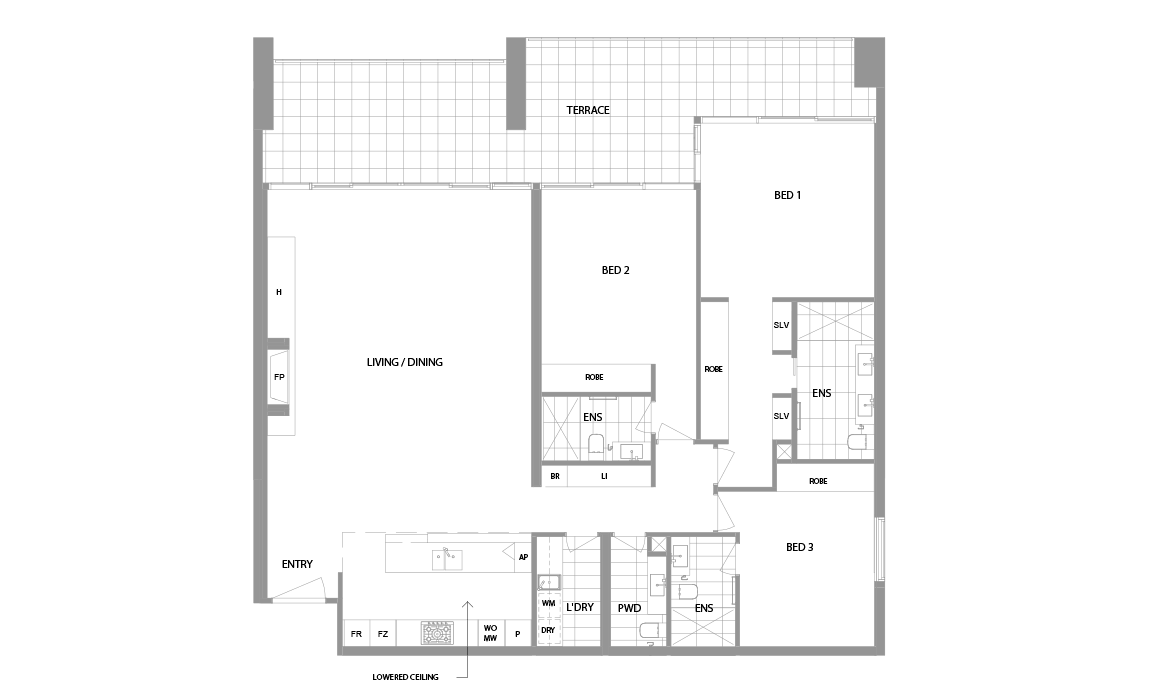 TERRACE
BED 1
BED 2
H
SLV
LIVING / DINING
ROBE
FP
ROBE
ENS
SLV
ENS
BR
LI
ROBE
BED 3
AP
ENTRY
WM
L'DRY
PWD
ENS
FR
FZ
WO
MW
P
DRY
LOWERED CEILING